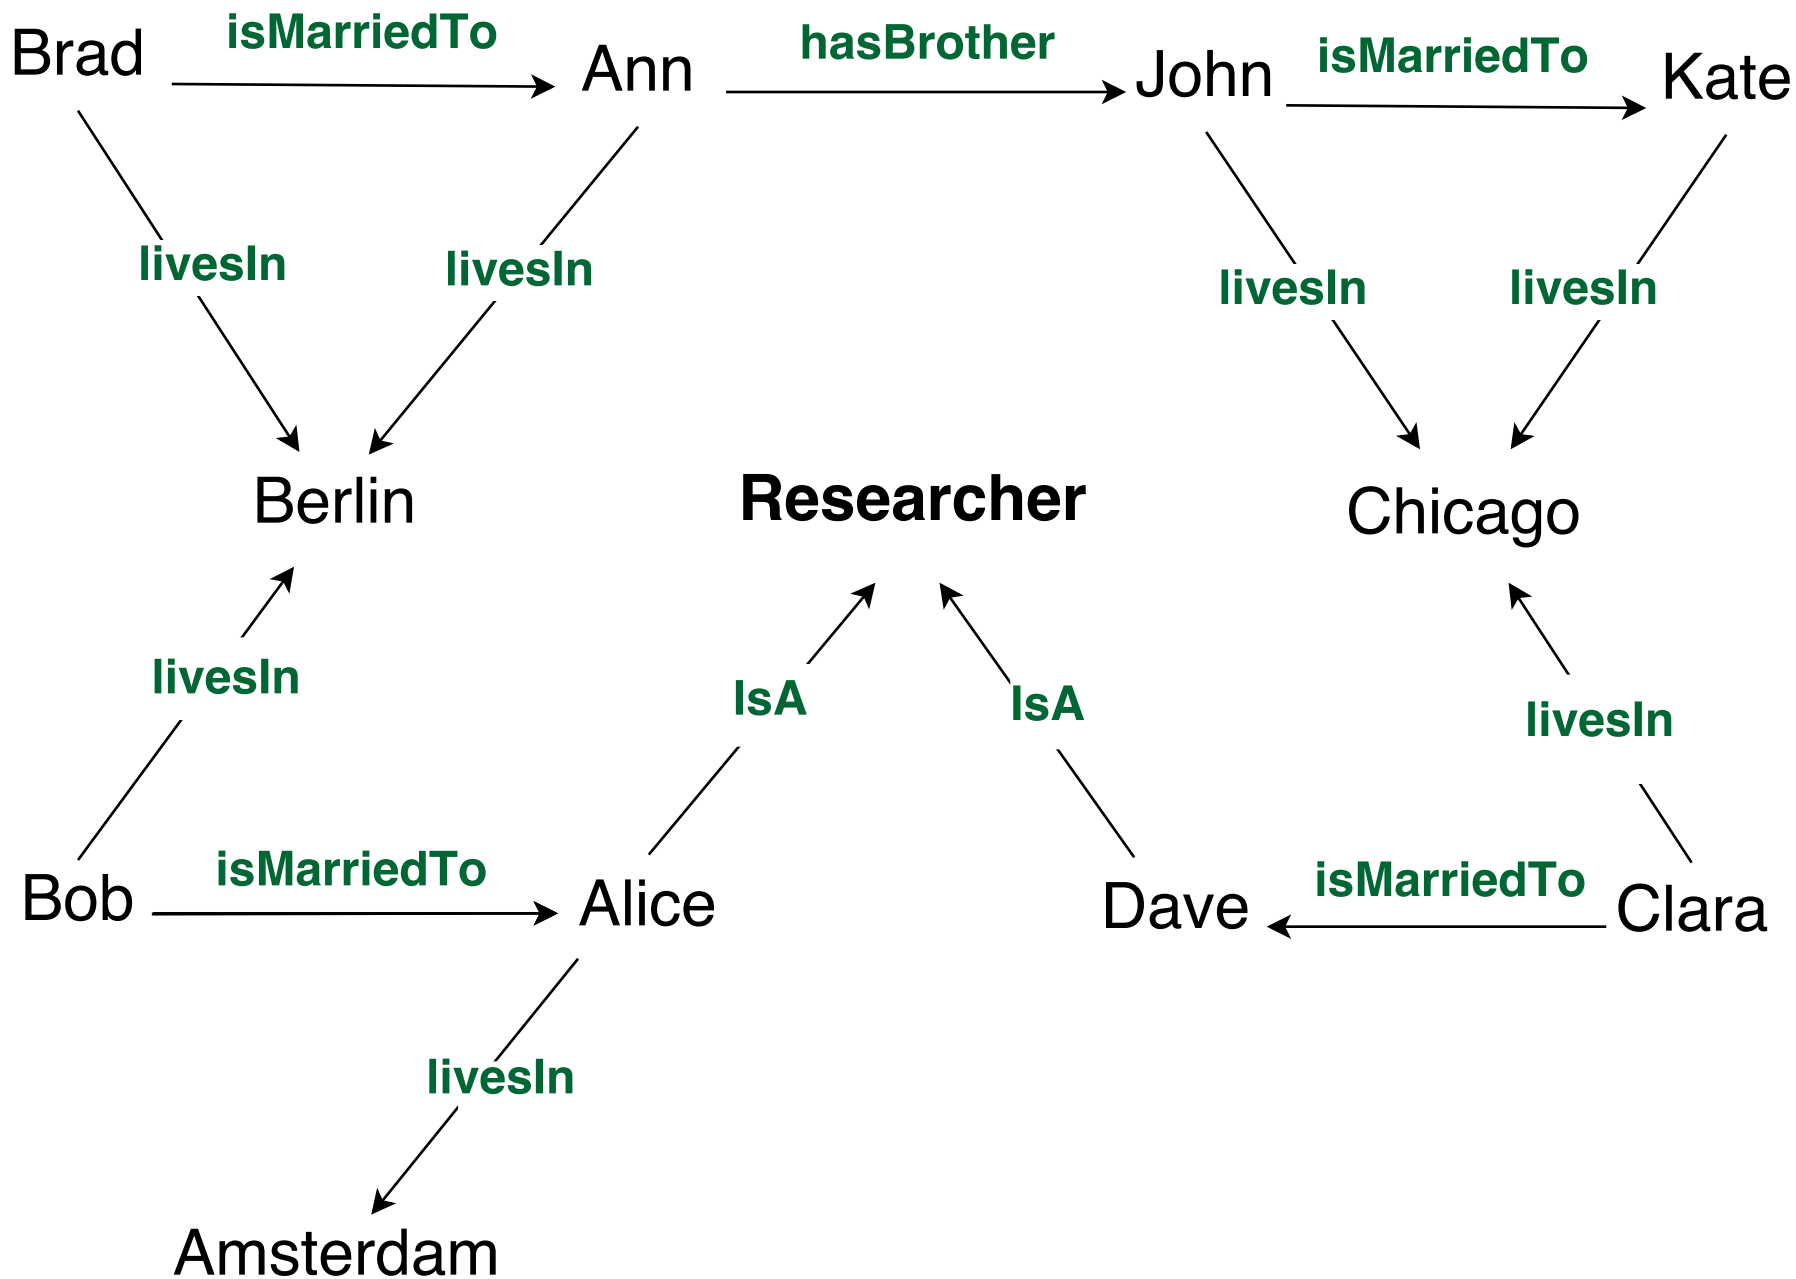 Brad
isMarriedTo
Ann
hasBrother
John
isMarriedTo
Kate
livesIn
livesIn
livesIn
livesIn
Berlin
Researcher
Chicago
livesIn
IsA
IsA
livesIn
Bob
isMarriedTo
Alice
Dave
isMarriedTo
Clara
livesIn
Amsterdam